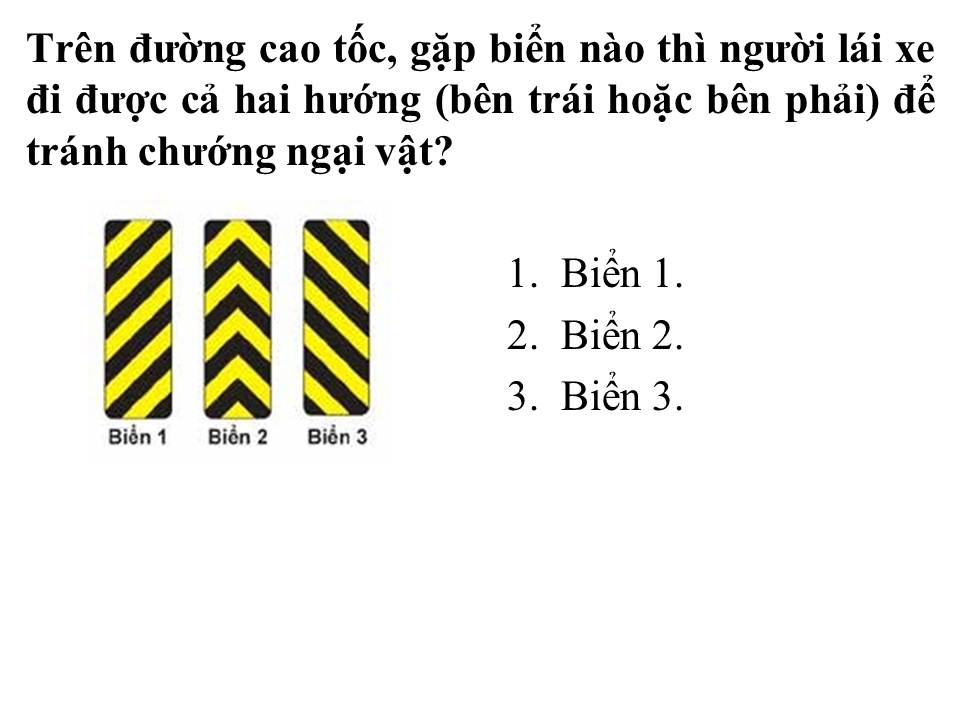 Trên đường cao tốc, gặp biển nào thì người lái xe
đi được cả hai hướng (bên trái hoặc bên phải) để
tránh chướng ngại vật?
1. Biển 1.
2. Biển 2.
3. Biển 3.
Biển 1 Biển 2 Biển 3